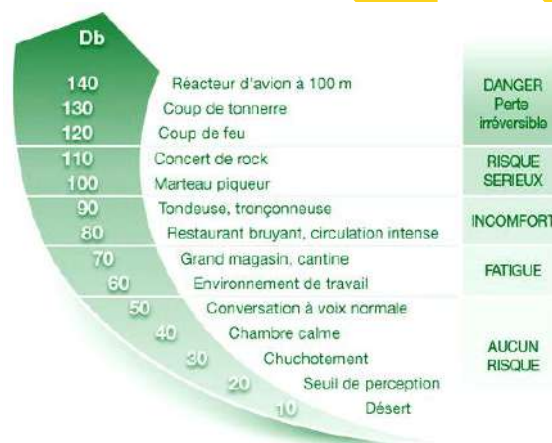 Db
140 Réacteur d'avion à 100 m
130 Coup de tonnerre
120 Coup de feu
DANGER
Perte
irréversible
110 Concert de rock
100 Marteau piqueur
RISQUE
SERIEUX
90 Tondeuse, tronçonneuse
80 Restaurant bruyant, circulation intense
INCOMFORT
70 Grand magasin, cantine
60 Environnement de travail
FATIGUE
50 Conversation à voix normale
40 Chambre calme
30 Chuchotement
20 Seuil de perception
10 Désert
AUCUN
RISQUE